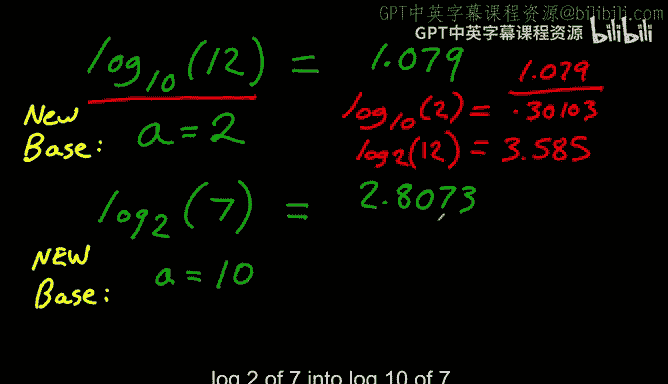 GPT中英字幕课程资源@bilibili.com
GPT中英字幕课程资源 bilibili
log10(12) = 1.079
1.079
New Base: a = 2
log10(2) = .30103
log2(12) = 3.585
log2(7) = 2.8073
NEW Base: a = 10
log 2 of 7 into log 10 of 7